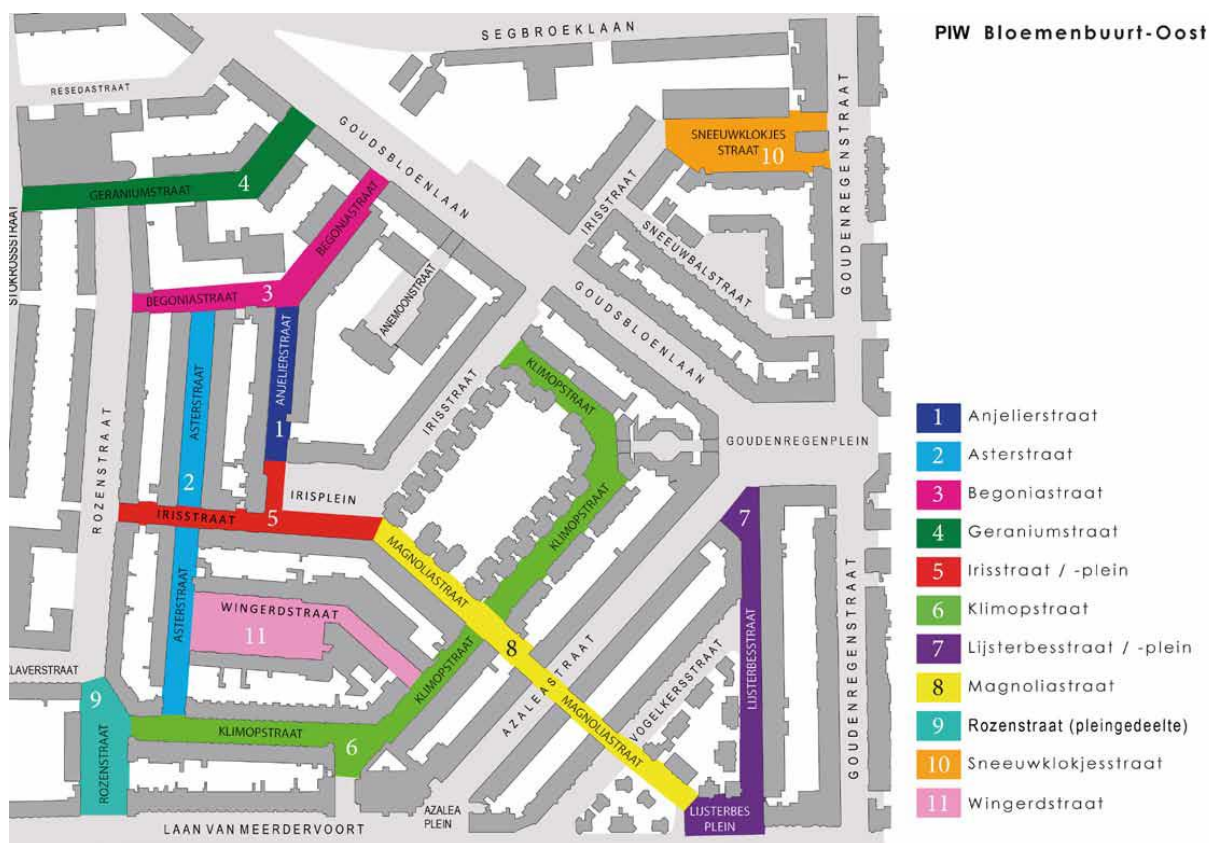 PIW Bloemenbuurt-Oost
SEGBROEKLAAN
RESEDASTRAAT
GOUDSBLOENLAAN
SNEEUWKLOKJES
STRAAT 10
GOUDENREGENSTRAAT
4
GERANIUMSTRAAT
IRISSTRAAT
BEGONIASTRAAT
SNEEUWBALSTRAAT
ANEMOONSTRAAT
BEGONIASTRAAT
3
GOUDSBLOENLAAN
ANJELIERSTRAAT
1
ASTERSTRAAT
2
KLIMOPSTRAAT
IRISSTRAAT
ROZENSTRAAT
GOUDENREGENPLEIN
IRISPLEIN
IRISSTRAAT
5
7
KLIMOPSTRAAT
MAGNOLIASTRAAT
GOUDENREGENSTRAAT
ASTERSTRAAT
WINGERDSTRAAT
11
8
KLIMOPSTRAAT
LIJSTERBESSTRAAT
AZALEASTRAAT
MAGNOLIASTRAAT
VOGELKERSSTRAAT
KLAVERSTRAAT
9
ROZENSTRAAT
KLIMOPSTRAAT
6
AZALEA
PLEIN
LIJSTERBES
PLEIN
LAAN VAN MEERDERVOORT
1 Anjelierstraat
2 Asterstraat
3 Begoniastraat
4 Geraniumstraat
5 Irisstraat / -plein
6 Klimopstraat
7 Lijsterbesstraat / -plein
8 Magnoliastraat
9 Rozenstraat (pleingedeelte)
10 Sneeuwklokjesstraat
11 Wingerdstraat